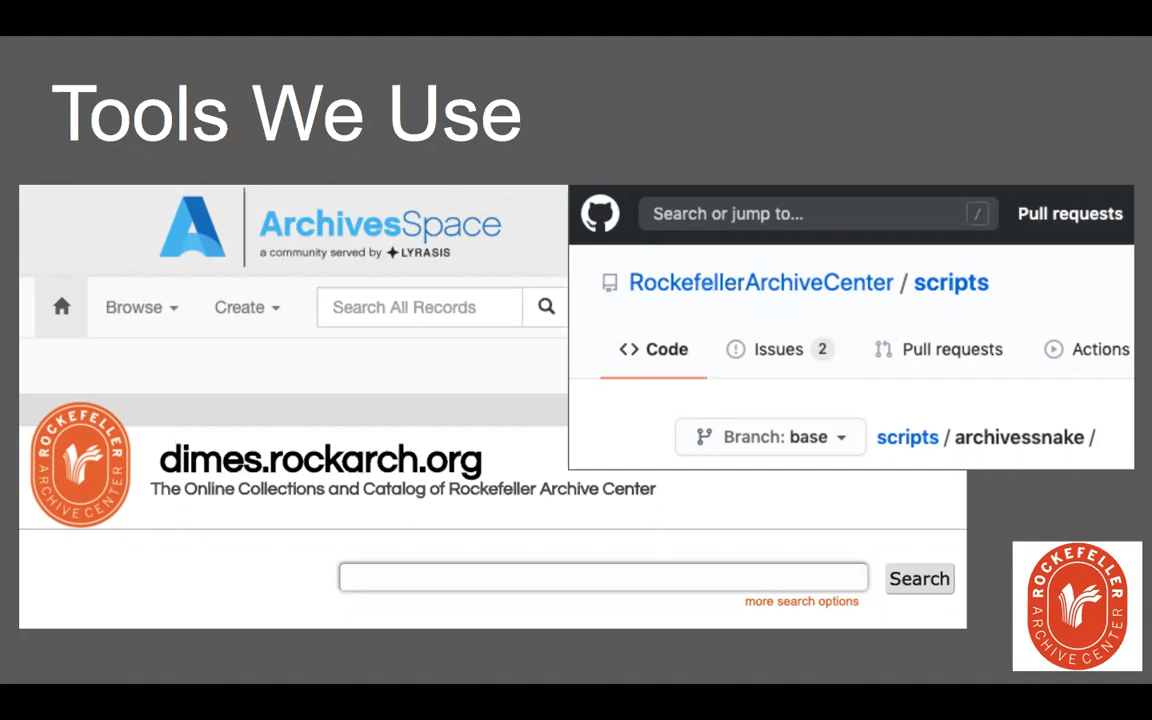 Tools We Use
ArchivesSpace
a community served by LYRASIS
Browse
Create
Search All Records
Search or jump to... /
Pull requests
RockefellerArchiveCenter / scripts
<> Code
Issues 2
Pull requests
Actions
Branch: base
scripts / archivessnake /
ROCKEFELLER ARCHIVE CENTER
dimes.rockarch.org
The Online Collections and Catalog of Rockefeller Archive Center
Search
more search options
ROCKEFELLER ARCHIVE CENTER